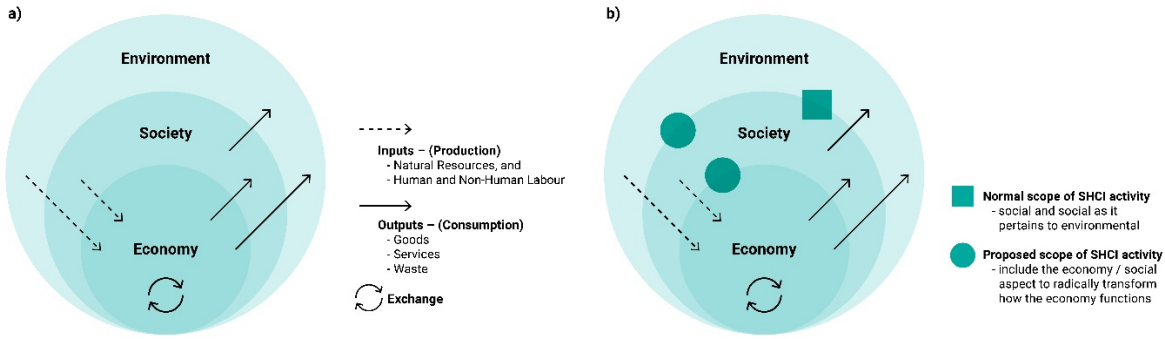 a)
Environment
Society
Economy
Inputs – (Production)
- Natural Resources, and
- Human and Non-Human Labour
Outputs – (Consumption)
- Goods
- Services
- Waste
Exchange
b)
Environment
Society
Economy
Normal scope of SHCI activity
- social and social as it
pertains to environmental
Proposed scope of SHCI activity
- include the economy / social
aspect to radically transform
how the economy functions